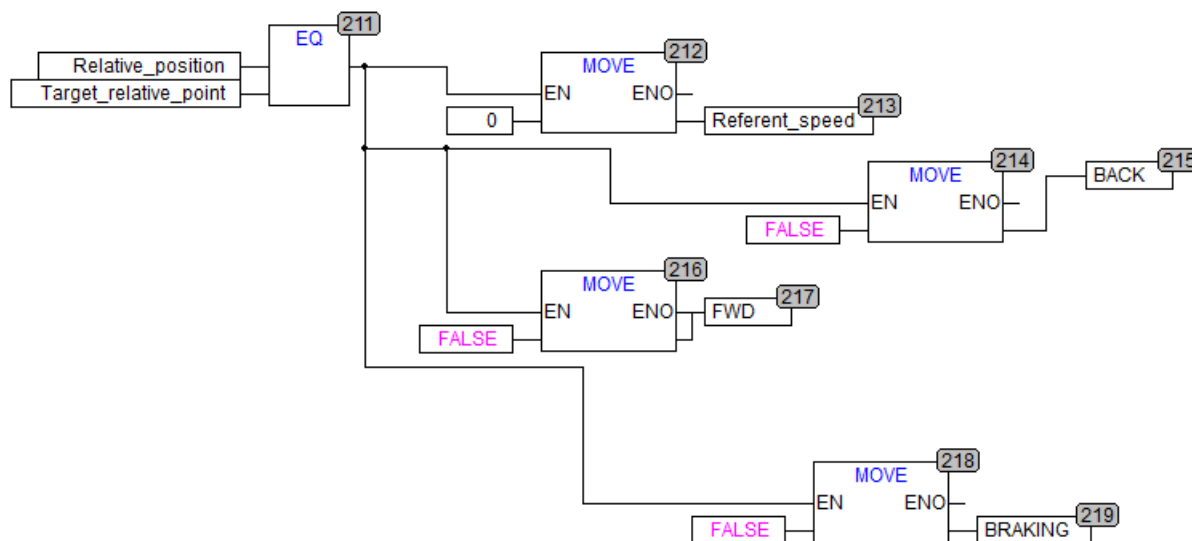 211
EQ
Relative_position
Target_relative_point
212
MOVE
EN ENO
0
213
Referent_speed
214
MOVE
EN ENO
FALSE
215
BACK
216
MOVE
EN ENO
FALSE
217
FWD
218
MOVE
EN ENO
FALSE
219
BRAKING